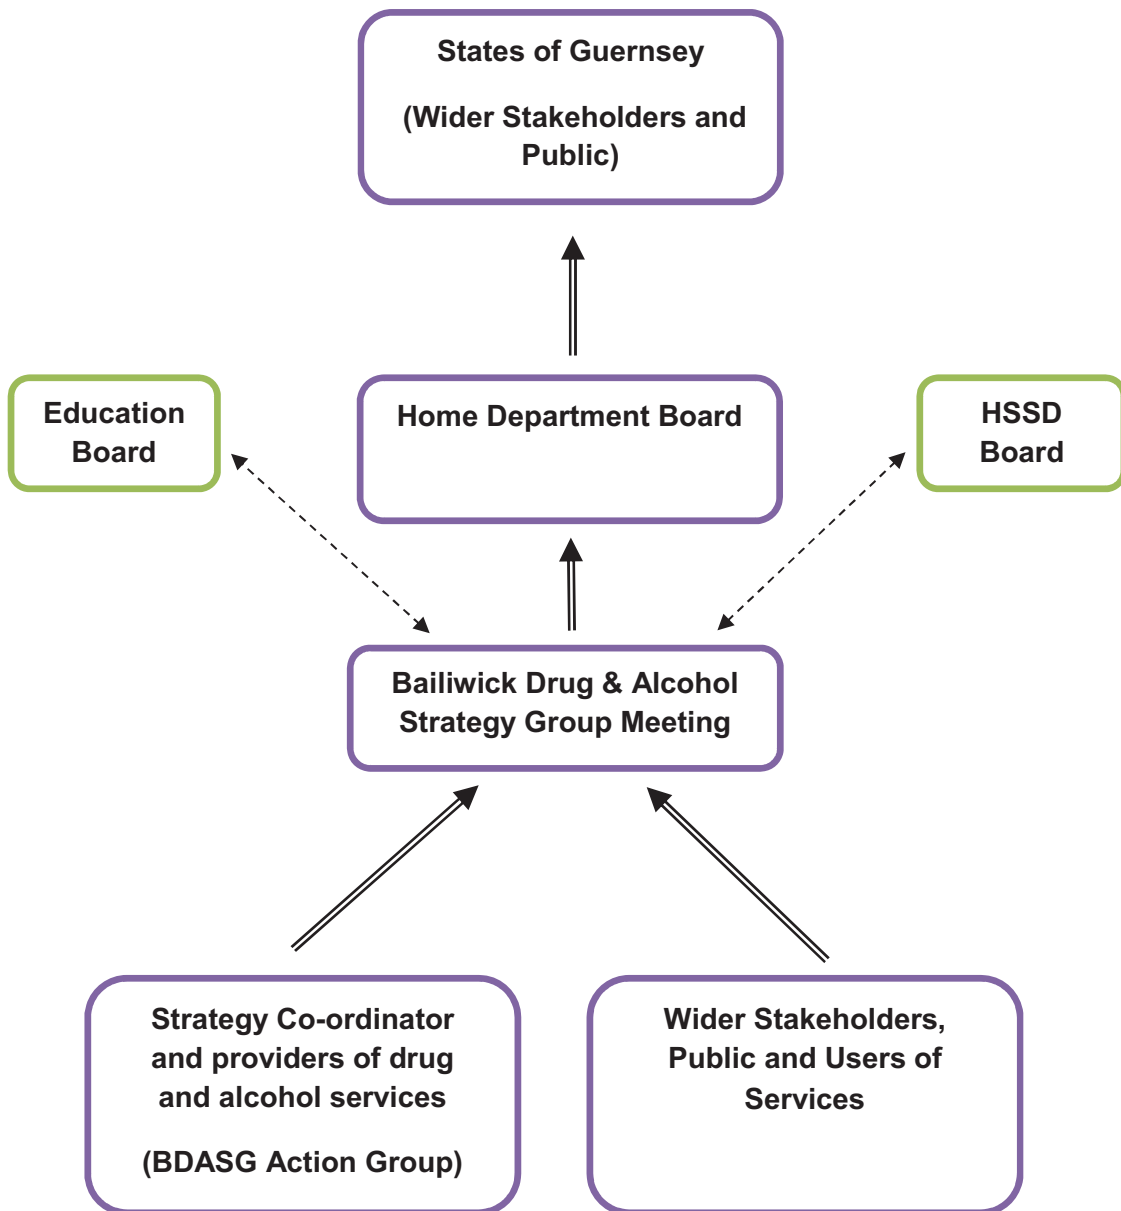 States of Guernsey
(Wider Stakeholders and
Public)
Education
Board
Home Department Board
HSSD
Board
Bailiwick Drug & Alcohol
Strategy Group Meeting
Strategy Co-ordinator
and providers of drug
and alcohol services
(BDASG Action Group)
Wider Stakeholders,
Public and Users of
Services